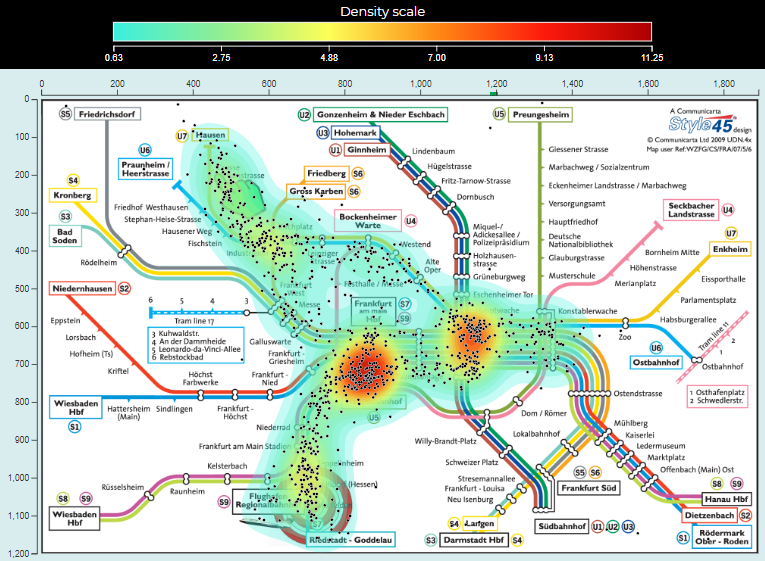 Density scale
0.63 2.75 4.88 7.00 9.13 11.25
0 200 400 600 800 1,000 1,200 1,400 1,600 1,800
0
100
200
300
400
500
600
700
800
900
1,000
1,100
1,200
S5 Friedrichsdorf
U7 Hausen
U6
Praunheim /
Heerstrasse
S4
Kronberg
S3
Bad
Soden
Rödelheim
Friedhof Westhausen
Stephan-Heise-Strasse
Hausener Weg
Fischstein
U2 Gonzenheim & Nieder Eschbach
U3 Hohemark
U1 Ginnheim
Friedberg S6
Gross Karben S6
Bockenheimer
Warte
U4
Westend
Alte
Oper
Festhalle / Messe
Frankfurt
West
Messe
Frankfurt
am main
Hbf
S7
S9
Lindenbaum
Hügelstrasse
Fritz-Tarnow-Strasse
Dornbusch
Miquel-/
Adickesallee /
Polizeipräsidium
Holzhausen-
strasse
Grüneburgweg
Eschenheimer Tor
U5 Preungesheim
Giessener Strasse
Marbachweg / Sozialzentrum
Eckenheimer Landstrasse / Marbachweg
Versorgungsamt
Hauptfriedhof
Deutsche
Nationalbibliothek
Glauburgstrasse
Musterschule
Konstablerwache
A Communicarta
Style45 design
© Communicarta Ltd 2009 UDN.4x
Map user Ref:WZFG/CS/FRA/07/5/6
Seckbacher
Landstrasse
U4
U7
Enkheim
Bornheim Mitte
Höhenstrasse
Merianplatz
Eissporthalle
Parlamentsplatz
Habsburgerallee
Zoo
U6
Ostbahnhof
Tram line 11
1
2
Ostbahnhof
1 Osthafenplatz
2 Schwedlerstr.
Niedernhausen S2
Eppstein
Lorsbach
Hofheim (Ts)
Kriftel
6 5 4 3
Tram line 17
3 Kuhwaldstr.
4 An der Dammheide
5 Leonardo-da-Vinci-Allee
6 Rebstockbad
Galluswarte
Frankfurt -
Griesheim
Frankfurt -
Nied
Höchst
Farbwerke
Wiesbaden
Hbf
S1
Hattersheim
(Main)
Sindlingen
Frankfurt -
Höchst
U5
Niederrad
Frankfurt am Main Stadion
Kelsterbach
Raunheim
Rüsselsheim
S8 S9
Wiesbaden
Hbf
S9
Flughafen
Regionalbahnhof
Riedstadt - Goddelau
Dom / Römer
Willy-Brandt-Platz
Schweizer Platz
Lokalbahnhof
Stresemannallee
Frankfurt - Louisa
Neu Isenburg
S4 Langen
S3 Darmstadt Hbf S4
S5 S6
Frankfurt Süd
Südbahnhof U1 U2 U3
Ostendstrasse
Mühlberg
Kaiserlei
Ledermuseum
Marktplatz
Offenbach (Main) Ost
S8 S9
Hanau Hbf
Dietzenbach S2
S1
Rödermark
Ober - Roden